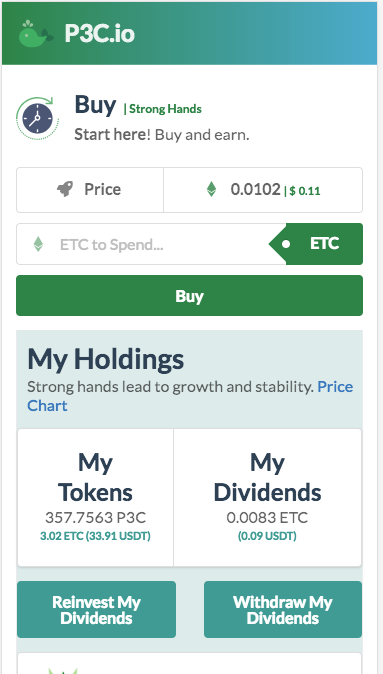 P3C.io
Buy | Strong Hands
Start here! Buy and earn.
Price
0.0102 | $ 0.11
ETC to Spend...
ETC
Buy
My Holdings
Strong hands lead to growth and stability. Price
Chart
My
Tokens
357.7563 P3C
3.02 ETC (33.91 USDT)
My
Dividends
0.0083 ETC
(0.09 USDT)
Reinvest My
Dividends
Withdraw My
Dividends